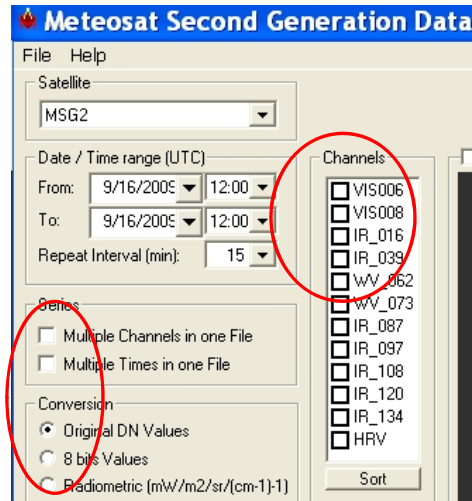 Meteosat Second Generation Data
File Help
Satellite
MSG2
Date / Time range (UTC)
From: 9/16/2009 12:00
To: 9/16/2009 12:00
Repeat Interval (min): 15
Series
Multiple Channels in one File
Multiple Times in one File
Conversion
Original DN Values
8 bits Values
Radiometric (mW/m2/sr/(cm-1)-1)
Channels
VIS006
VIS008
IR_016
IR_039
WV_062
WV_073
IR_087
IR_097
IR_108
IR_120
IR_134
HRV
Sort